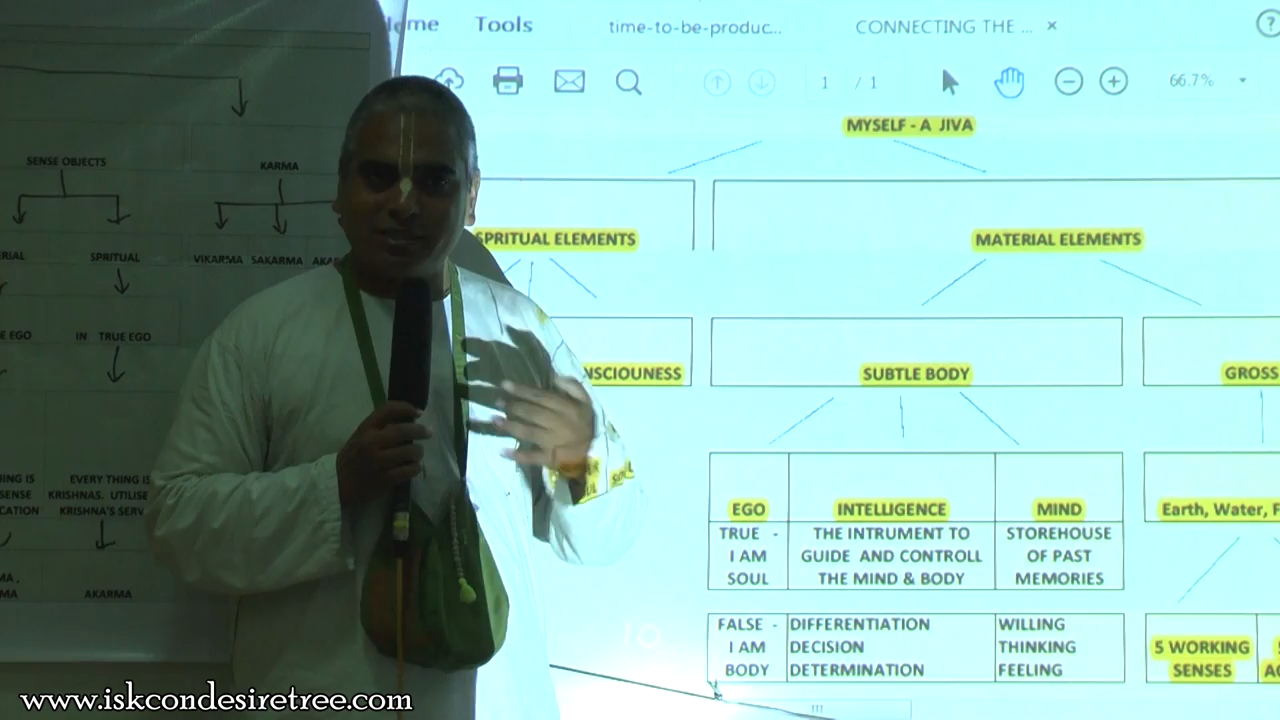 Home Tools time-to-be-produc... CONNECTING THE ... ×
1 / 1 66.7%
MYSELF - A JIVA
SPRITUAL ELEMENTS
MATERIAL ELEMENTS
SUBTLE BODY
GROSS
EGO INTELLIGENCE MIND
Earth, Water, F
TRUE - I AM SOUL
THE INTRUMENT TO GUIDE AND CONTROLL THE MIND & BODY
STOREHOUSE OF PAST MEMORIES
FALSE - I AM BODY
DIFFERENTIATION DECISION DETERMINATION
WILLING THINKING FEELING
5 WORKING SENSES
SENSE OBJECTS
KARMA
SPRITUAL
VIKARMA SAKARMA
IN TRUE EGO
EGO
EVERY THING IS
KRISHNAS. UTILISE
KRISHNA'S SERV
SENSE
AKARMA
www.iskcondesiretree.com